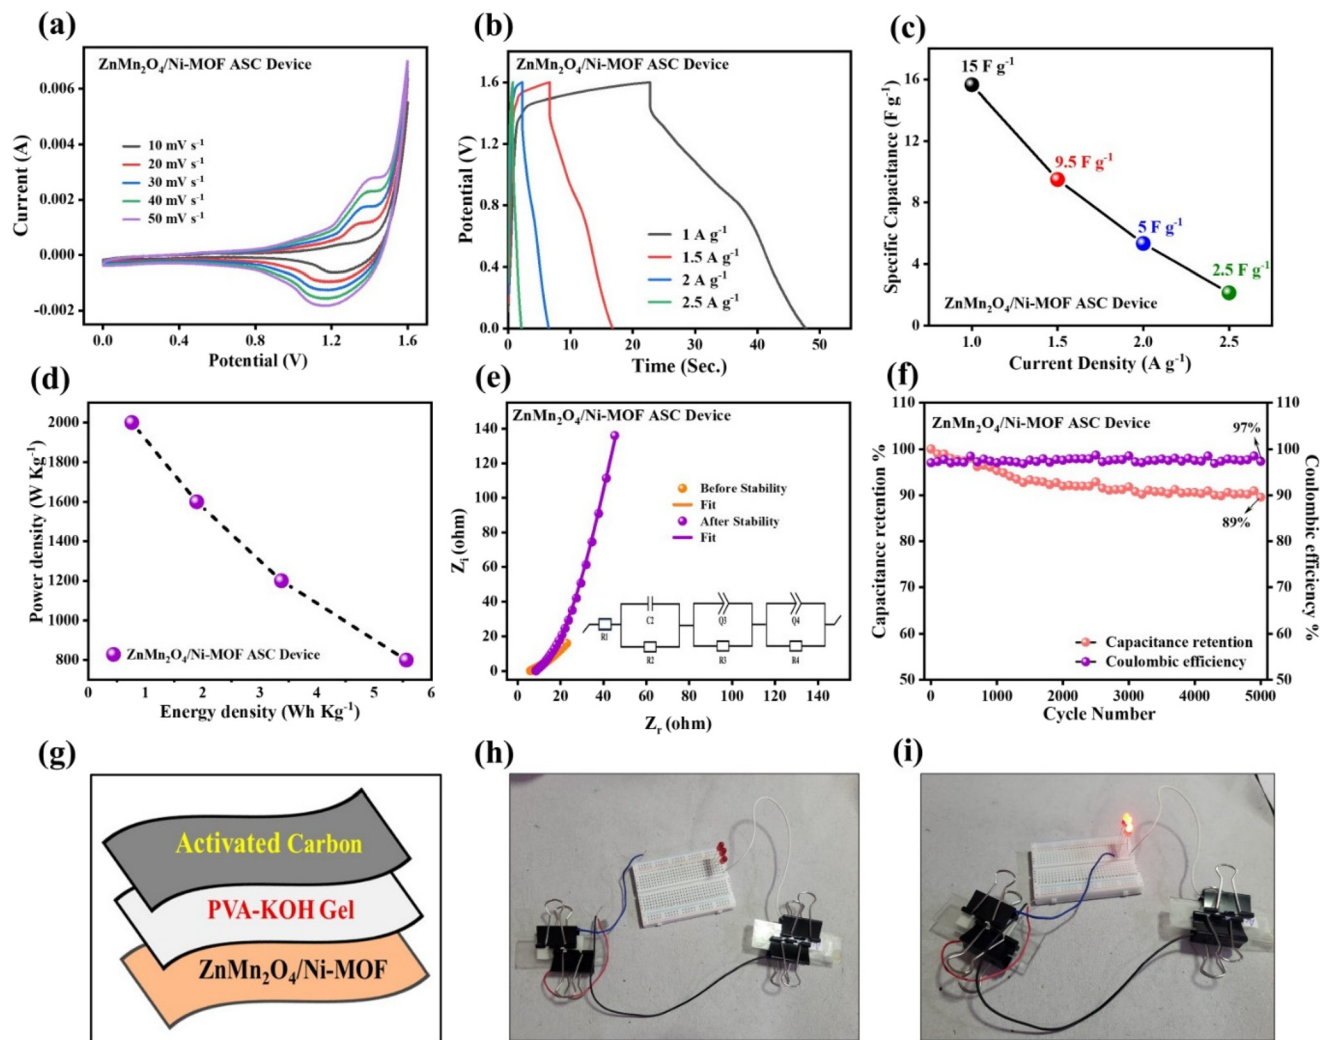 (a)
ZnMn₂O₄/Ni-MOF ASC Device
Current (A)
0.006
0.004
0.002
0.000
-0.002
10 mV s⁻¹
20 mV s⁻¹
30 mV s⁻¹
40 mV s⁻¹
50 mV s⁻¹
0.0 0.4 0.8 1.2 1.6
Potential (V)
(b)
ZnMn₂O₄/Ni-MOF ASC Device
Potential (V)
1.6
1.2
0.8
0.4
0.0
1 A g⁻¹
1.5 A g⁻¹
2 A g⁻¹
2.5 A g⁻¹
0 10 20 30 40 50
Time (Sec.)
(c)
Specific Capacitance (F g⁻¹)
16
12
8
4
0
15 F g⁻¹
9.5 F g⁻¹
5 F g⁻¹
2.5 F g⁻¹
ZnMn₂O₄/Ni-MOF ASC Device
1.0 1.5 2.0 2.5
Current Density (A g⁻¹)
(d)
Power density (W Kg⁻¹)
2000
1800
1600
1400
1200
1000
800
ZnMn₂O₄/Ni-MOF ASC Device
0 1 2 3 4 5 6
Energy density (Wh Kg⁻¹)
(e)
ZnMn₂O₄/Ni-MOF ASC Device
Zᵢ (ohm)
140
120
100
80
60
40
20
0
Before Stability
Fit
After Stability
Fit
R1
C2
R2
Q3
R3
Q4
R4
0 20 40 60 80 100 120 140
Zᵣ (ohm)
(f)
ZnMn₂O₄/Ni-MOF ASC Device
Capacitance retention %
110
100
90
80
70
60
50
97%
89%
Capacitance retention
Coulombic efficiency
110
100
90
80
70
60
50
Coulombic efficiency %
0 1000 2000 3000 4000 5000
Cycle Number
(g)
Activated Carbon
PVA-KOH Gel
ZnMn₂O₄/Ni-MOF
(h)
(i)